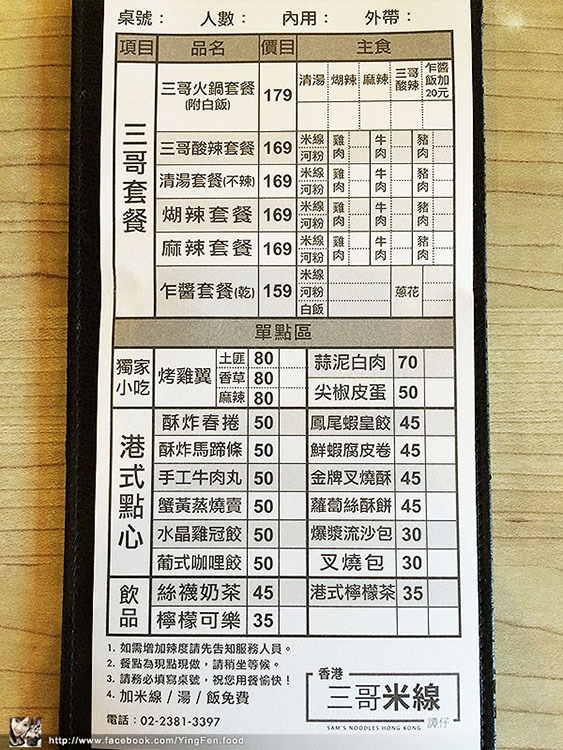 桌號： 人數： 內用： 外帶：
項目 品名 價目 主食
三哥套餐
三哥火鍋套餐 (附白飯) 179 清湯 煳辣 麻辣 三哥酸辣 乍醬飯加20元
三哥酸辣套餐 169 米線 河粉 雞肉 牛肉 豬肉
清湯套餐(不辣) 169 米線 河粉 雞肉 牛肉 豬肉
煳辣套餐 169 米線 河粉 雞肉 牛肉 豬肉
麻辣套餐 169 米線 河粉 雞肉 牛肉 豬肉
乍醬套餐(乾) 159 米線 河粉 白飯 蔥花
單點區
獨家小吃
烤雞翼 土匪 80 香草 80 麻辣 80
蒜泥白肉 70
尖椒皮蛋 50
港式點心
酥炸春捲 50 鳳尾蝦皇餃 45
酥炸馬蹄條 50 鮮蝦腐皮卷 45
手工牛肉丸 50 金牌叉燒酥 45
蟹黃蒸燒賣 50 蘿蔔絲酥餅 45
水晶雞冠餃 50 爆漿流沙包 30
葡式咖哩餃 50 叉燒包 30
飲品
絲襪奶茶 45 港式檸檬茶 35
檸檬可樂 35
1. 如需增加辣度請先告知服務人員。
2. 餐點為現點現做，請稍坐等候。
3. 請務必填寫桌號，祝您用餐愉快！
4. 加米線 / 湯 / 飯免費
電話：02-2381-3397
香港
三哥米線
SAM'S NOODLES HONG KONG 譚仔
http://www.facebook.com/YingFen.food